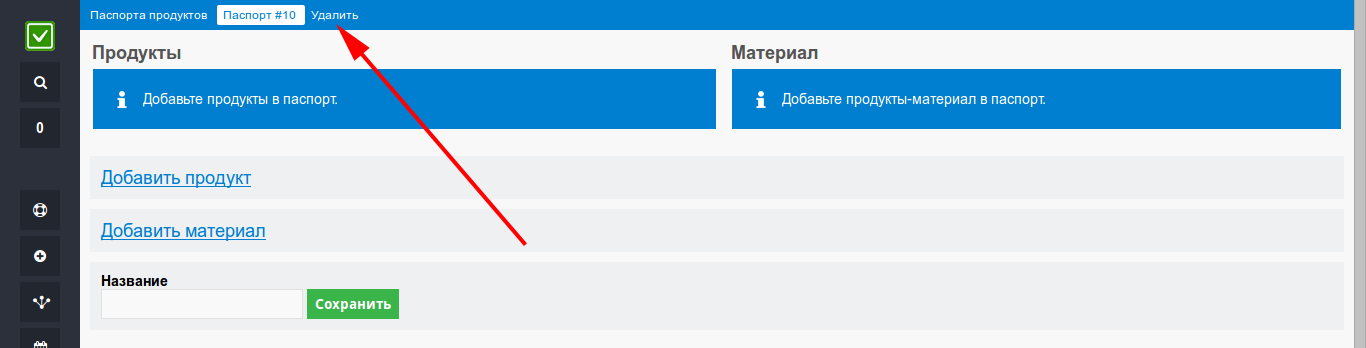 Паспорта продуктов Паспорт #10 Удалить
0
Продукты
Добавьте продукты в паспорт.
Материал
Добавьте продукты-материал в паспорт.
Добавить продукт
Добавить материал
Название
Сохранить